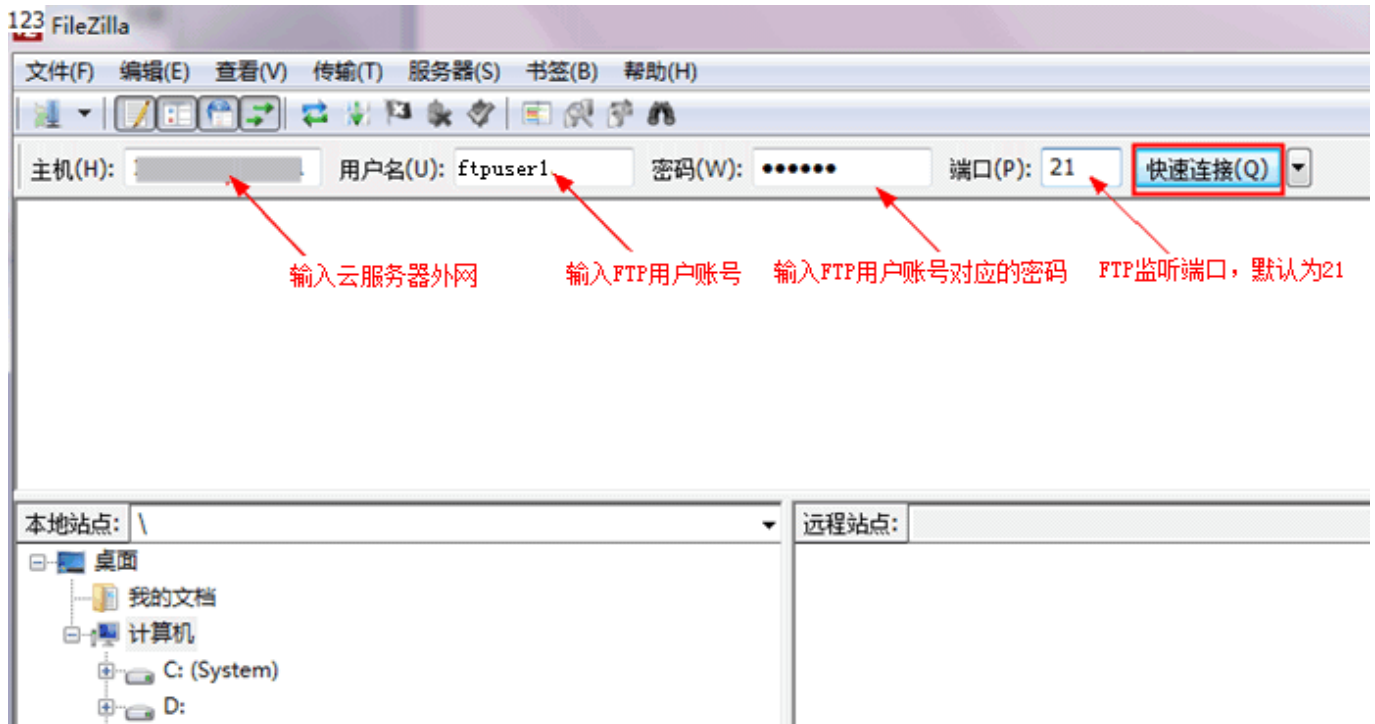 123
FileZilla
文件(F) 编辑(E) 查看(V) 传输(T) 服务器(S) 书签(B) 帮助(H)
主机(H): 用户名(U): ftpuser1 密码(W): ●●●●●● 端口(P): 21 快速连接(Q)
输入云服务器外网 输入FTP用户账号 输入FTP用户账号对应的密码 FTP监听端口，默认为21
本地站点: \ 远程站点:
桌面
我的文档
计算机
C: (System)
D: